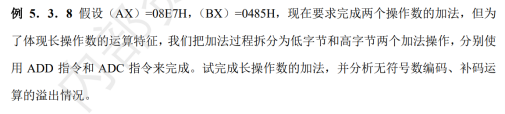 例 5. 3. 8 假设（AX）=08E7H，（BX）=0485H，现在要求完成两个操作数的加法，但为
了体现长操作数的运算特征，我们把加法过程拆分为低字节和高字节两个加法操作，分别使
用 ADD 指令和 ADC 指令来完成。试完成长操作数的加法，并分析无符号数编码、补码运
算的溢出情况。
内部